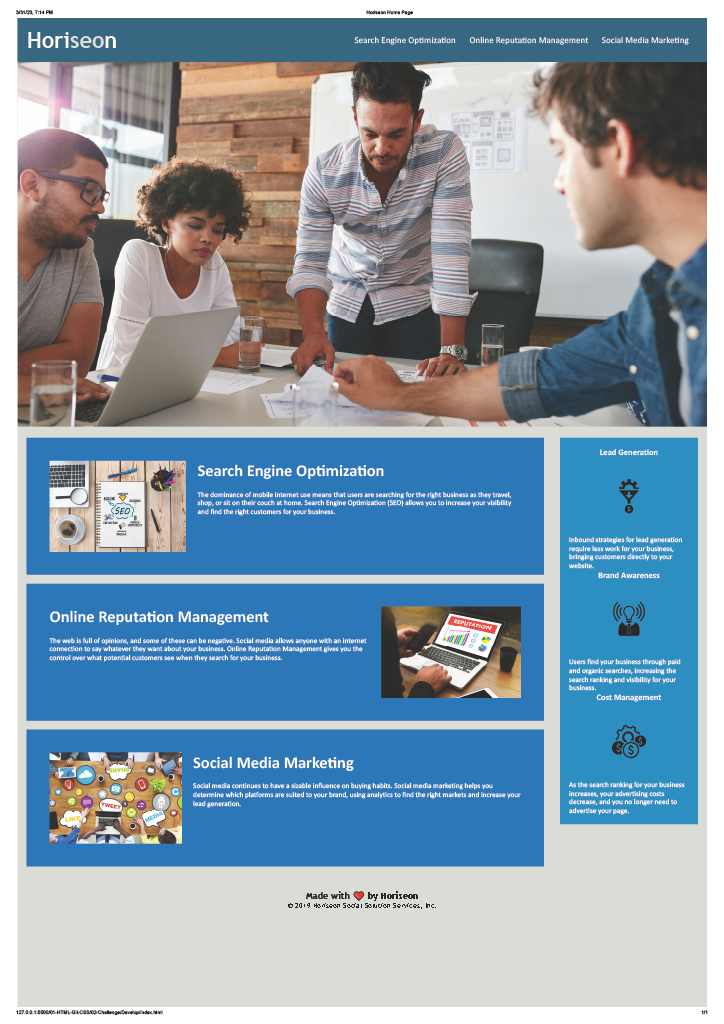 3/31/23, 7:14 PM
Horiseon Home Page
Horiseon
Search Engine Optimization Online Reputation Management Social Media Marketing
Search Engine Optimization
The dominance of mobile internet use means that users are searching for the right business as they travel,
shop, or sit on their couch at home. Search Engine Optimization (SEO) allows you to increase your visibility
and find the right customers for your business.
SEO
Online Reputation Management
The web is full of opinions, and some of these can be negative. Social media allows anyone with an internet
connection to say whatever they want about your business. Online Reputation Management gives you the
control over what potential customers see when they search for your business.
REPUTATION
Social Media Marketing
Social media continues to have a sizable influence on buying habits. Social media marketing helps you
determine which platforms are suited to your brand, using analytics to find the right markets and increase your
lead generation.
SHARE
TWEET
LIKE
MEDIA
Lead Generation
Inbound strategies for lead generation
require less work for your business,
bringing customers directly to your
website.
Brand Awareness
Users find your business through paid
and organic searches, increasing the
search ranking and visibility for your
business.
Cost Management
As the search ranking for your business
increases, your advertising costs
decrease, and you no longer need to
advertise your page.
Made with ❤️ by Horiseon
© 2019 Horiseon Social Solution Services, Inc.
127.0.0.1:5500/01-HTML-Git-CSS/02-Challenge/Develop/index.html
1/1